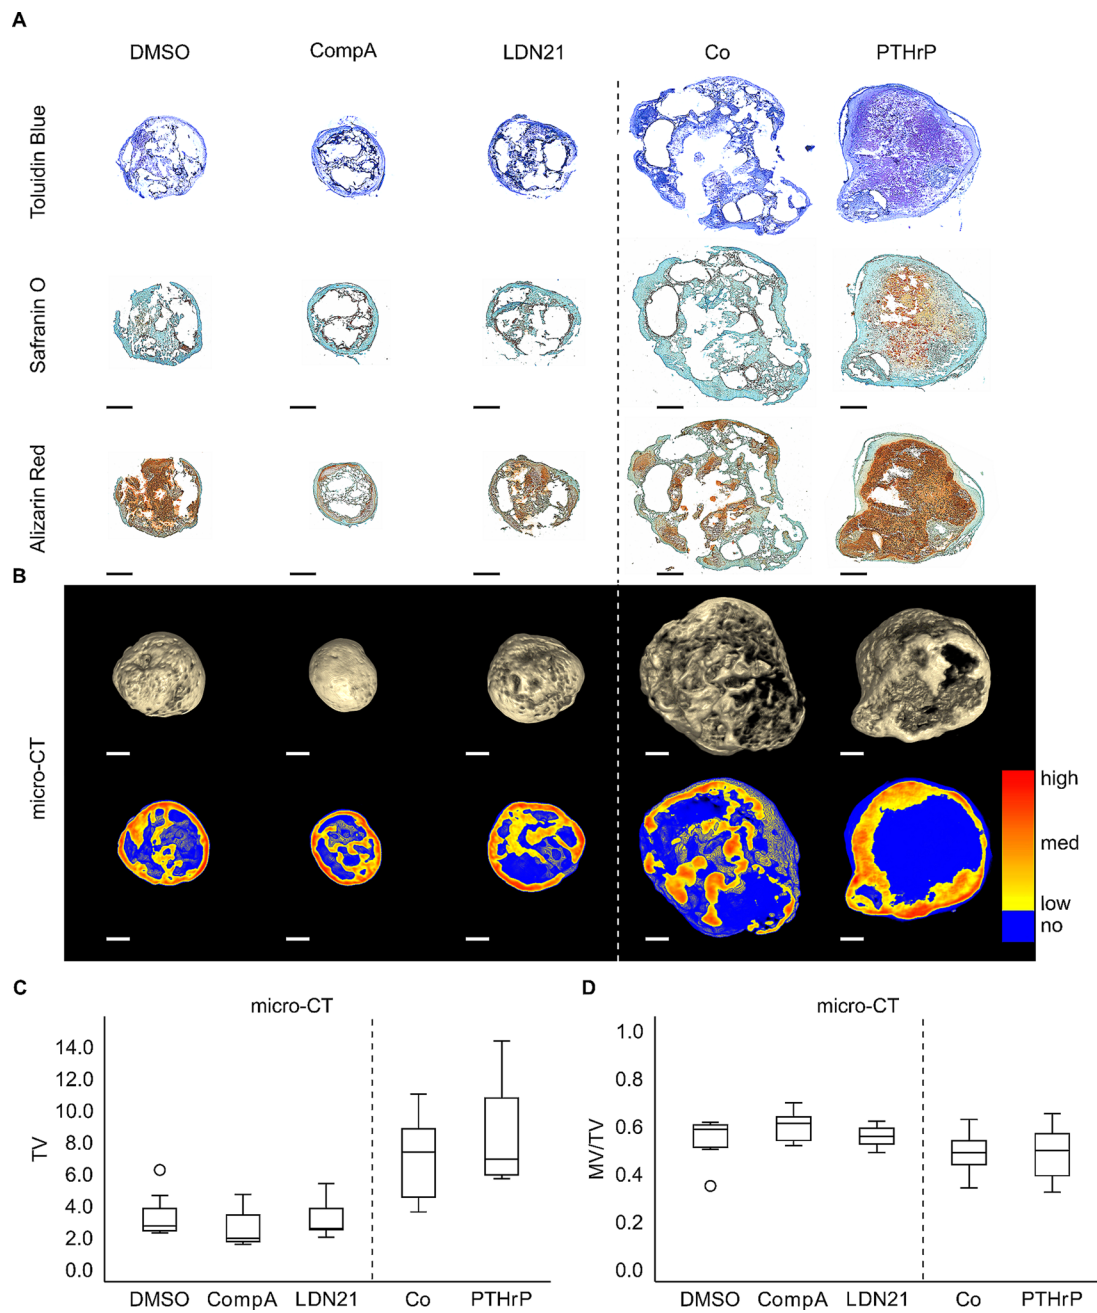 A
DMSO CompA LDN21 Co PTHrP
Toluidin Blue
Safranin O
Alizarin Red
B
micro-CT
high
med
low
no
C
micro-CT
TV
14.0
12.0
10.0
8.0
6.0
4.0
2.0
0.0
DMSO CompA LDN21 Co PTHrP
D
micro-CT
MV/TV
1.0
0.8
0.6
0.4
0.2
0.0
DMSO CompA LDN21 Co PTHrP